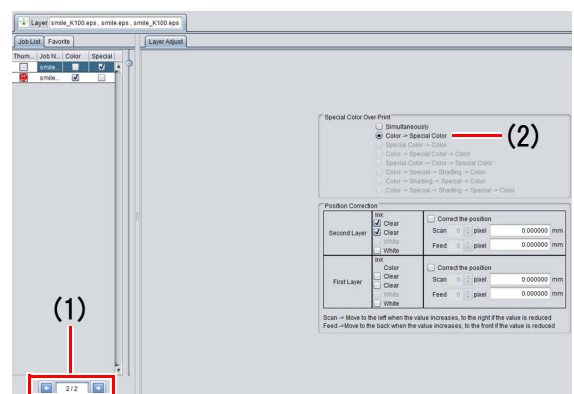 Layer smile_K100.eps , smile.eps , smile_K100.eps
Job List Favorite
Layer Adjust
Thum... Job N... Color Special
smile...
smile...
Special Color Over Print
Simultaneously
Color -> Special Color
Special Color -> Color
Color -> Special Color -> Color
Special Color -> Color -> Special Color
Color -> Special -> Shading -> Color
Color -> Shading -> Special -> Color
Color -> Special -> Shading -> Special -> Color
(2)
Position Correction
Second Layer
Ink
Clear
Clear
White
White
Correct the position
Scan 0 pixel 0.000000 mm
Feed 0 pixel 0.000000 mm
First Layer
Ink
Color
Clear
Clear
White
White
Correct the position
Scan 0 pixel 0.000000 mm
Feed 0 pixel 0.000000 mm
Scan -> Move to the left when the value increases, to the right if the value is reduced
Feed ->Move to the back when the value increases, to the front if the value is reduced
(1)
2 / 2